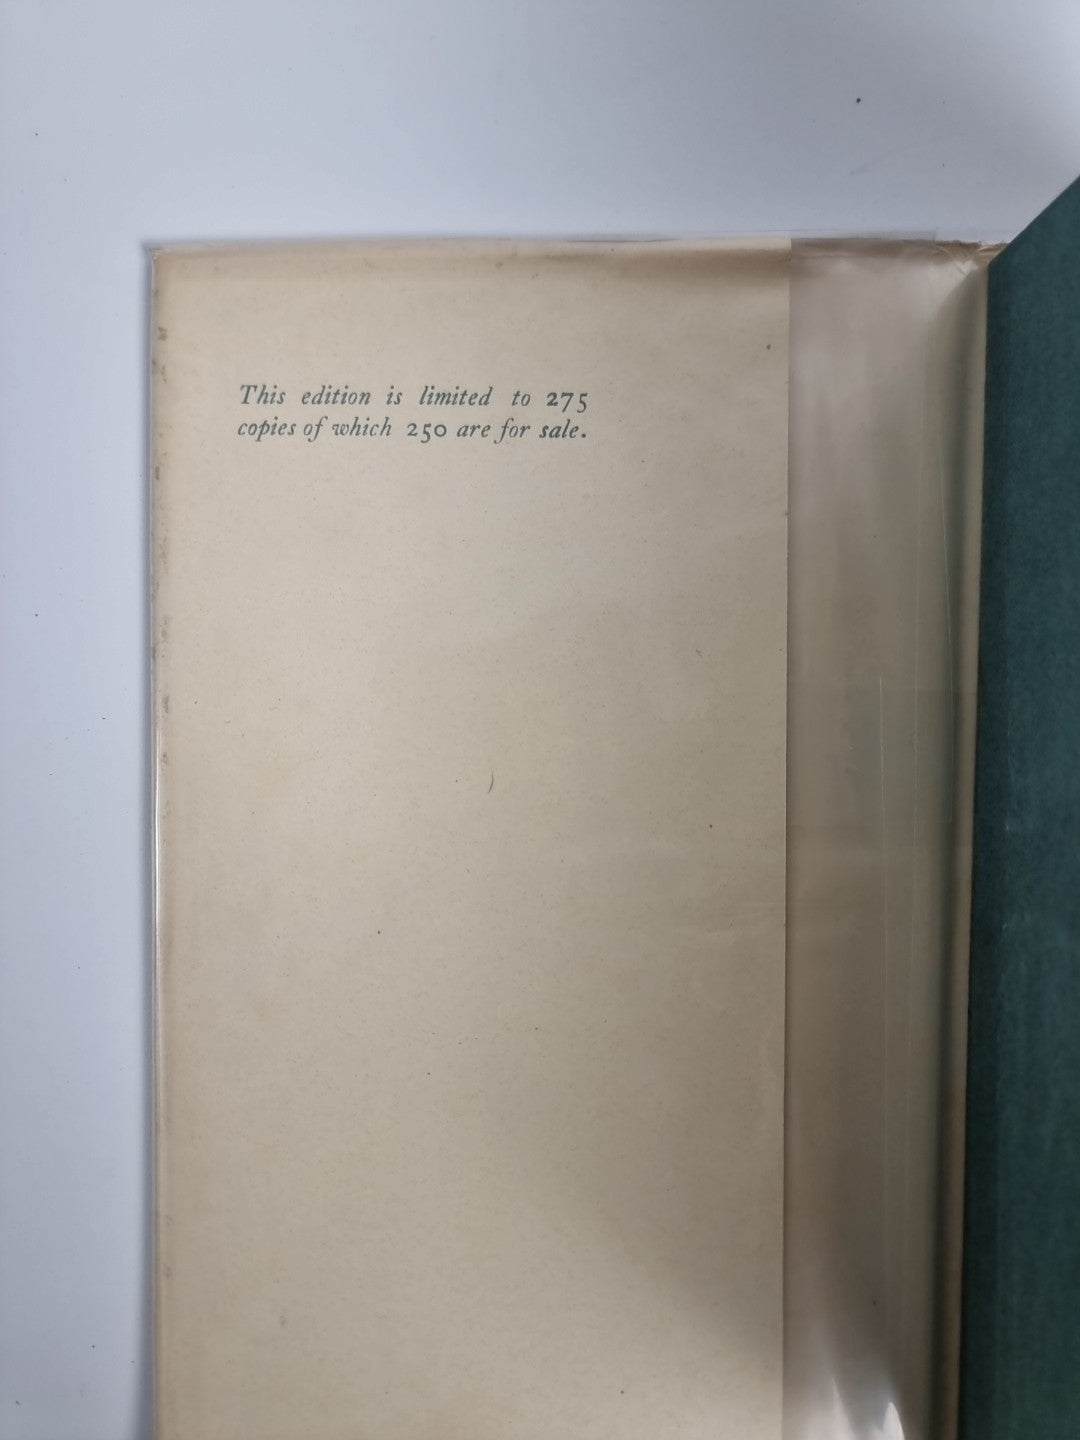 This edition is limited to 275
copies of which 250 are for sale.